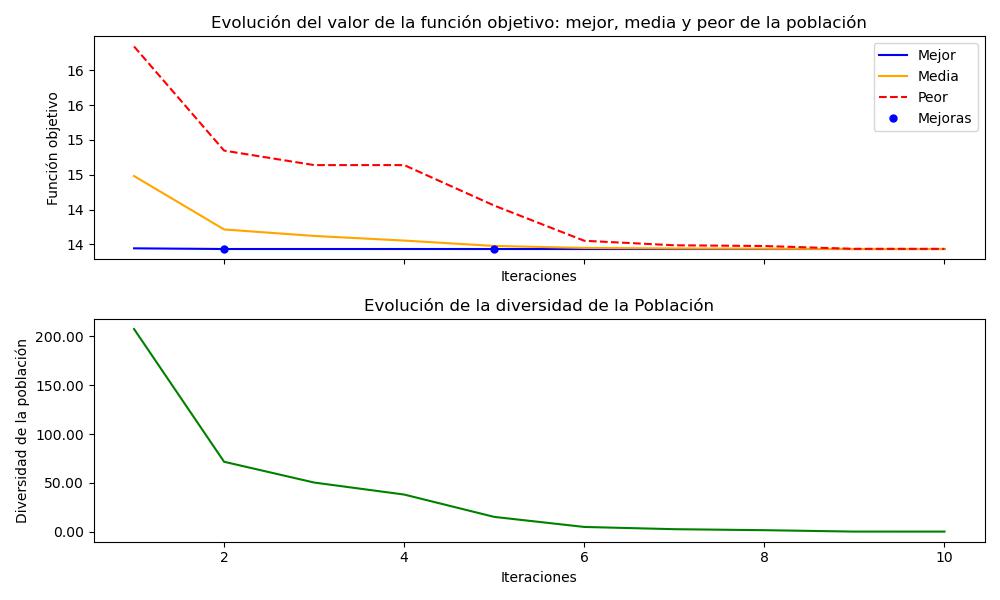 Evolución del valor de la función objetivo: mejor, media y peor de la población
Función objetivo
16
16
15
15
14
14
Mejor
Media
Peor
Mejoras
Iteraciones
Evolución de la diversidad de la Población
Diversidad de la población
200.00
150.00
100.00
50.00
0.00
2 4 6 8 10
Iteraciones